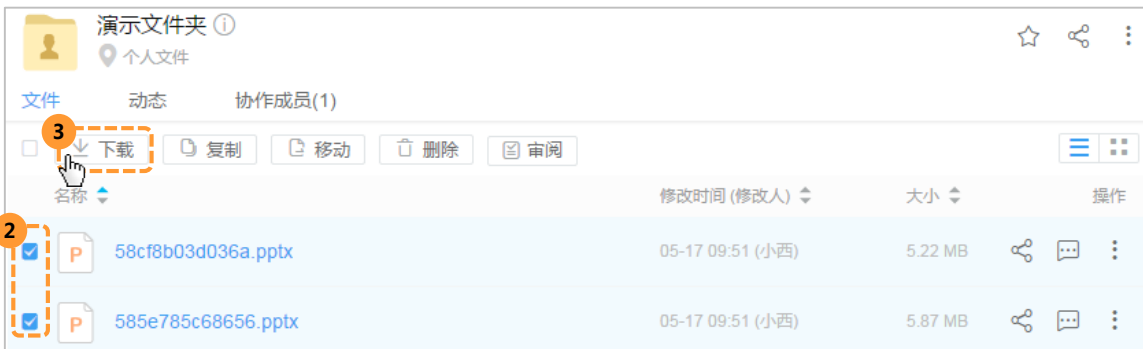 演示文件夹
个人文件
文件 动态 协作成员(1)
3
下载 复制 移动 删除 审阅
名称 修改时间 (修改人) 大小 操作
2
P 58cf8b03d036a.pptx 05-17 09:51 (小西) 5.22 MB
P 585e785c68656.pptx 05-17 09:51 (小西) 5.87 MB